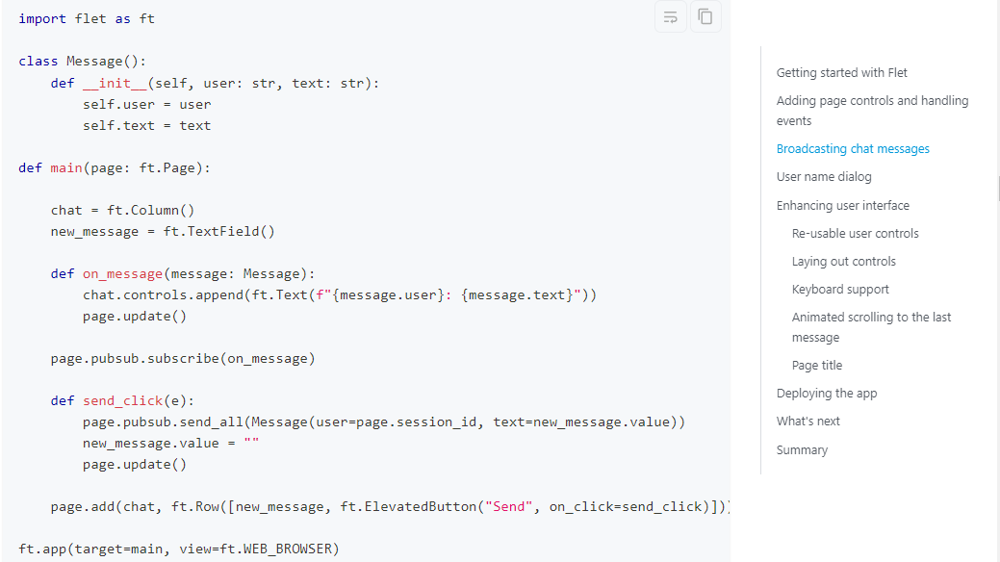 import flet as ft

class Message():
    def __init__(self, user: str, text: str):
        self.user = user
        self.text = text

def main(page: ft.Page):

    chat = ft.Column()
    new_message = ft.TextField()

    def on_message(message: Message):
        chat.controls.append(ft.Text(f"{message.user}: {message.text}"))
        page.update()

    page.pubsub.subscribe(on_message)

    def send_click(e):
        page.pubsub.send_all(Message(user=page.session_id, text=new_message.value))
        new_message.value = ""
        page.update()

    page.add(chat, ft.Row([new_message, ft.ElevatedButton("Send", on_click=send_click)]))

ft.app(target=main, view=ft.WEB_BROWSER)
Getting started with Flet
Adding page controls and handling
events
Broadcasting chat messages
User name dialog
Enhancing user interface
Re-usable user controls
Laying out controls
Keyboard support
Animated scrolling to the last
message
Page title
Deploying the app
What's next
Summary